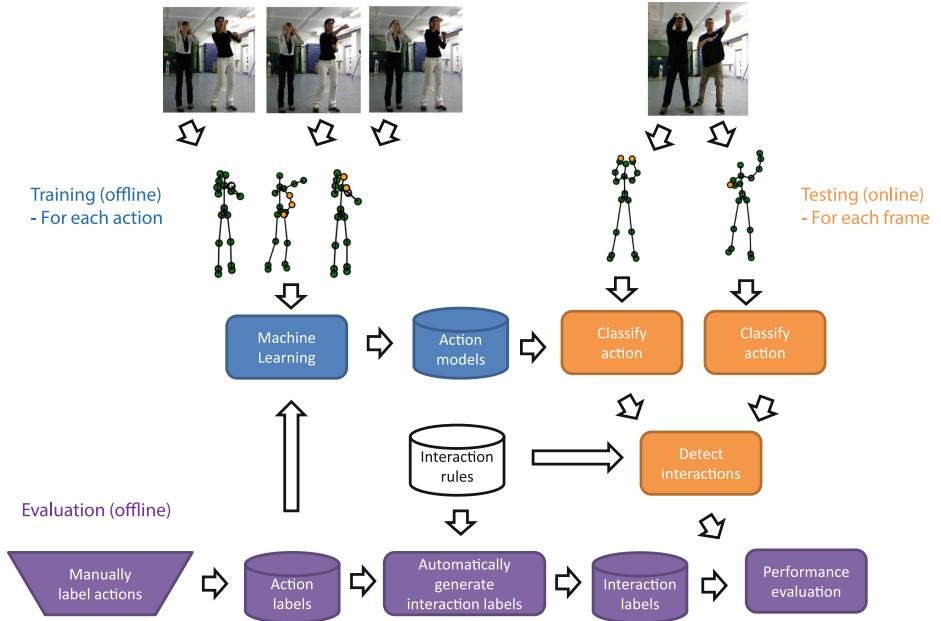 Training (offline)
- For each action
Testing (online)
- For each frame
Machine
Learning
Action
models
Classify
action
Classify
action
Interaction
rules
Detect
interactions
Evaluation (offline)
Manually
label actions
Action
labels
Automatically
generate
interaction labels
Interaction
labels
Performance
evaluation